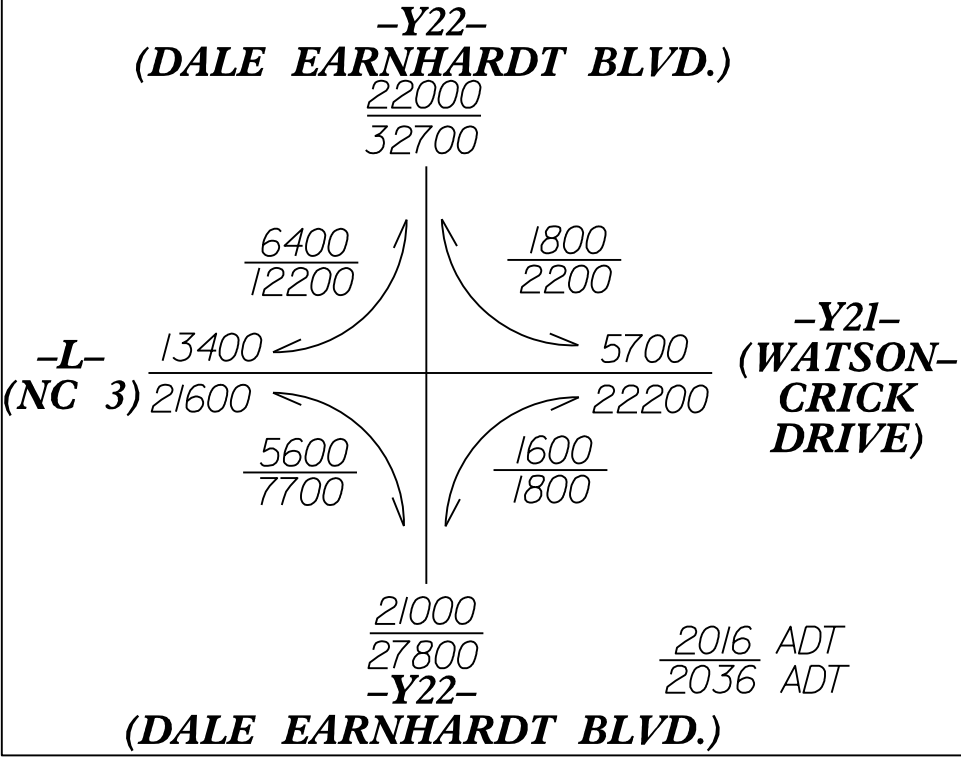 –Y22–
(DALE EARNHARDT BLVD.)
22000
32700
6400
12200
1800
2200
–L–
(NC 3)
13400
21600
5700
22200
–Y21–
(WATSON–
CRICK
DRIVE)
5600
7700
1600
1800
21000
27800
–Y22–
(DALE EARNHARDT BLVD.)
2016 ADT
2036 ADT